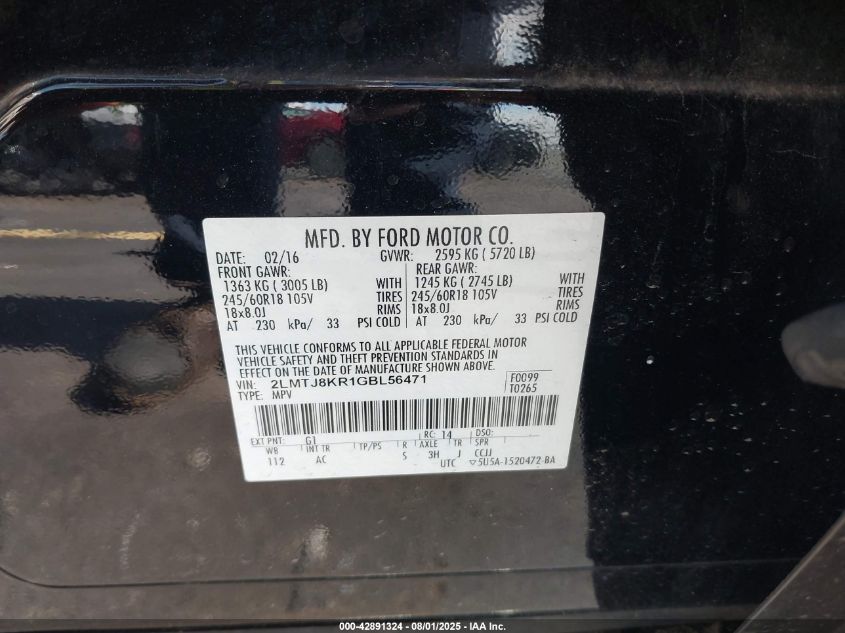 MFD. BY FORD MOTOR CO.
DATE: 02/16 GVWR: 2595 KG ( 5720 LB)
FRONT GAWR: REAR GAWR:
1363 KG ( 3005 LB) WITH 1245 KG ( 2745 LB) WITH
245/60R18 105V TIRES 245/60R18 105V TIRES
18x8.0J RIMS 18x8.0J RIMS
AT 230 kPa/ 33 PSI COLD AT 230 kPa/ 33 PSI COLD
THIS VEHICLE CONFORMS TO ALL APPLICABLE FEDERAL MOTOR
VEHICLE SAFETY AND THEFT PREVENTION STANDARDS IN
EFFECT ON THE DATE OF MANUFACTURE SHOWN ABOVE.
VIN: 2LMTJ8KR1GBL56471 F0099
TYPE: MPV T0265
EXT PNT: G1 RC: 14 DSO:
WB INT TR TP/PS R AXLE TR SPR
112 AC S 3H J CCJJ
UTC ▽5U5A-1520472-BA
000-42891324 - 08/01/2025 - IAA Inc.